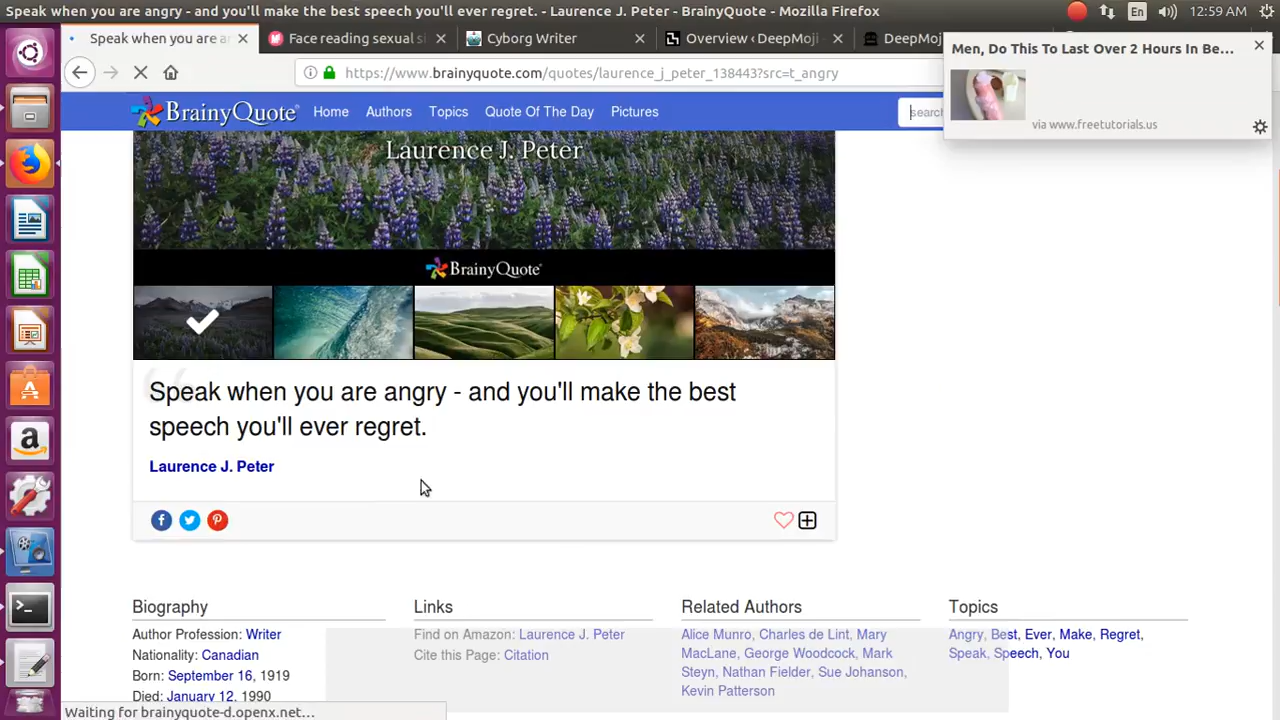 Speak when you are angry - and you'll make the best speech you'll ever regret. - Laurence J. Peter - BrainyQuote - Mozilla Firefox
En
12:59 AM
Speak when you are a
Face reading sexual s
Cyborg Writer
Overview ‹ DeepMoji
DeepMo
https://www.brainyquote.com/quotes/laurence_j_peter_138443?src=t_angry
Men, Do This To Last Over 2 Hours In Be...
via www.freetutorials.us
BrainyQuote
Home
Authors
Topics
Quote Of The Day
Pictures
search
Laurence J. Peter
BrainyQuote
Speak when you are angry - and you'll make the best
speech you'll ever regret.
Laurence J. Peter
Biography
Author Profession: Writer
Nationality: Canadian
Born: September 16, 1919
Died: January 12, 1990
Links
Find on Amazon: Laurence J. Peter
Cite this Page: Citation
Related Authors
Alice Munro, Charles de Lint, Mary
MacLane, George Woodcock, Mark
Steyn, Nathan Fielder, Sue Johanson,
Kevin Patterson
Topics
Angry, Best, Ever, Make, Regret,
Speak, Speech, You
Waiting for brainyquote-d.openx.net...